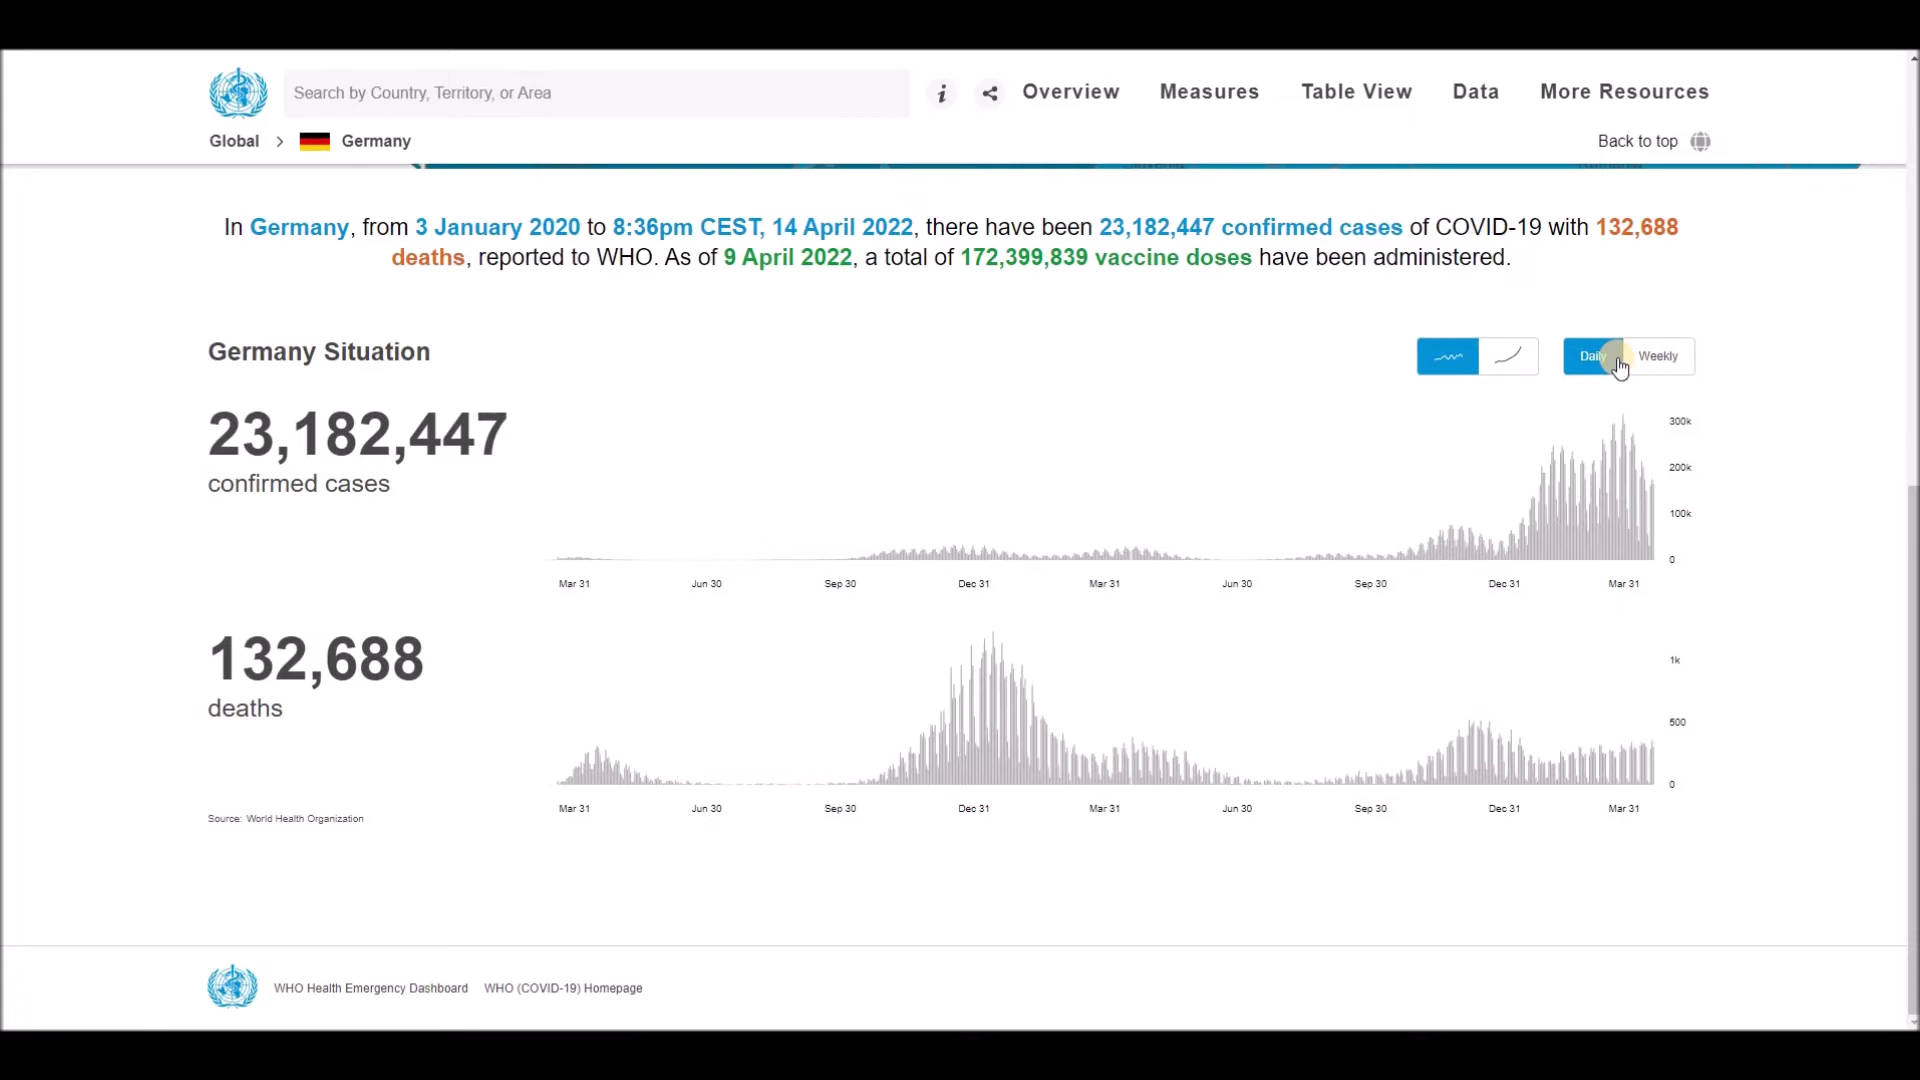 Search by Country, Territory, or Area
i
Overview Measures Table View Data More Resources
Global > Germany
Back to top
In Germany, from 3 January 2020 to 8:36pm CEST, 14 April 2022, there have been 23,182,447 confirmed cases of COVID-19 with 132,688
deaths, reported to WHO. As of 9 April 2022, a total of 172,399,839 vaccine doses have been administered.
Germany Situation
Daily Weekly
23,182,447
confirmed cases
300k
200k
100k
0
Mar 31 Jun 30 Sep 30 Dec 31 Mar 31 Jun 30 Sep 30 Dec 31 Mar 31
132,688
deaths
1k
500
0
Mar 31 Jun 30 Sep 30 Dec 31 Mar 31 Jun 30 Sep 30 Dec 31 Mar 31
Source: World Health Organization
WHO Health Emergency Dashboard WHO (COVID-19) Homepage